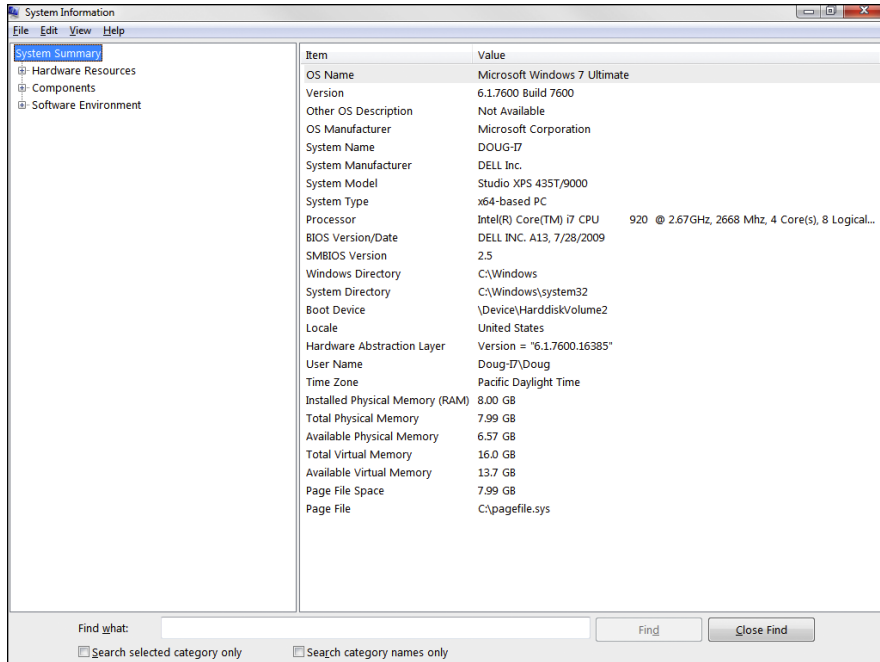 System Information
File Edit View Help
System Summary
Hardware Resources
Components
Software Environment
Item Value
OS Name Microsoft Windows 7 Ultimate
Version 6.1.7600 Build 7600
Other OS Description Not Available
OS Manufacturer Microsoft Corporation
System Name DOUG-I7
System Manufacturer DELL Inc.
System Model Studio XPS 435T/9000
System Type x64-based PC
Processor Intel(R) Core(TM) i7 CPU 920 @ 2.67GHz, 2668 Mhz, 4 Core(s), 8 Logical...
BIOS Version/Date DELL INC. A13, 7/28/2009
SMBIOS Version 2.5
Windows Directory C:\Windows
System Directory C:\Windows\system32
Boot Device \Device\HarddiskVolume2
Locale United States
Hardware Abstraction Layer Version = "6.1.7600.16385"
User Name Doug-I7\Doug
Time Zone Pacific Daylight Time
Installed Physical Memory (RAM) 8.00 GB
Total Physical Memory 7.99 GB
Available Physical Memory 6.57 GB
Total Virtual Memory 16.0 GB
Available Virtual Memory 13.7 GB
Page File Space 7.99 GB
Page File C:\pagefile.sys
Find what: Find Close Find
Search selected category only Search category names only